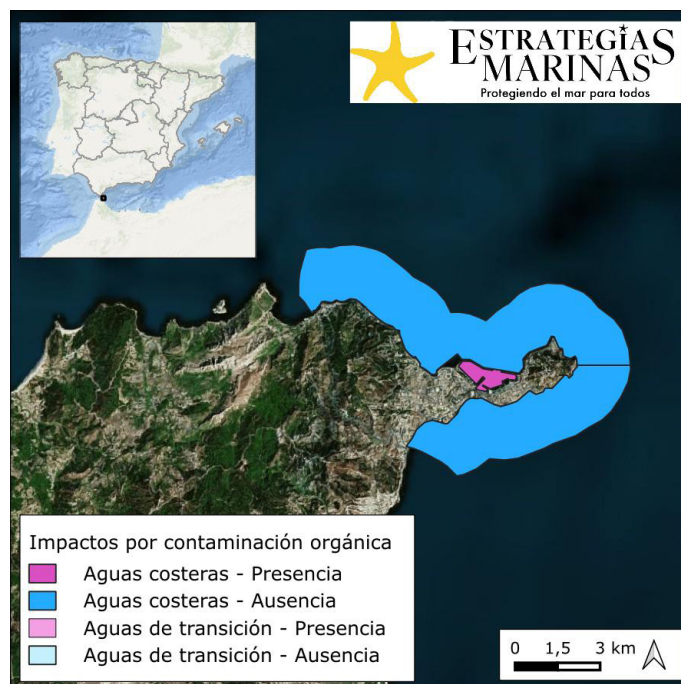 ESTRATEGIAS
MARINAS
Protegiendo el mar para todos
Impactos por contaminación orgánica
Aguas costeras - Presencia
Aguas costeras - Ausencia
Aguas de transición - Presencia
Aguas de transición - Ausencia
0 1,5 3 km